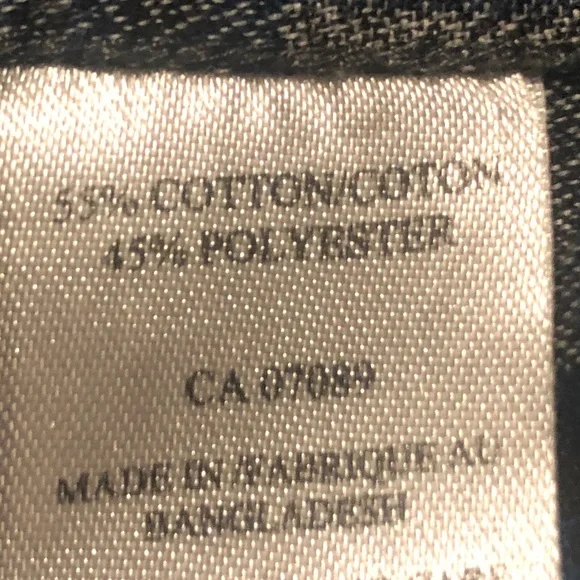 55% COTTON/COTON
45% POLYESTER
CA 07089
MADE IN /FABRIQUE AU
BANGLADESH